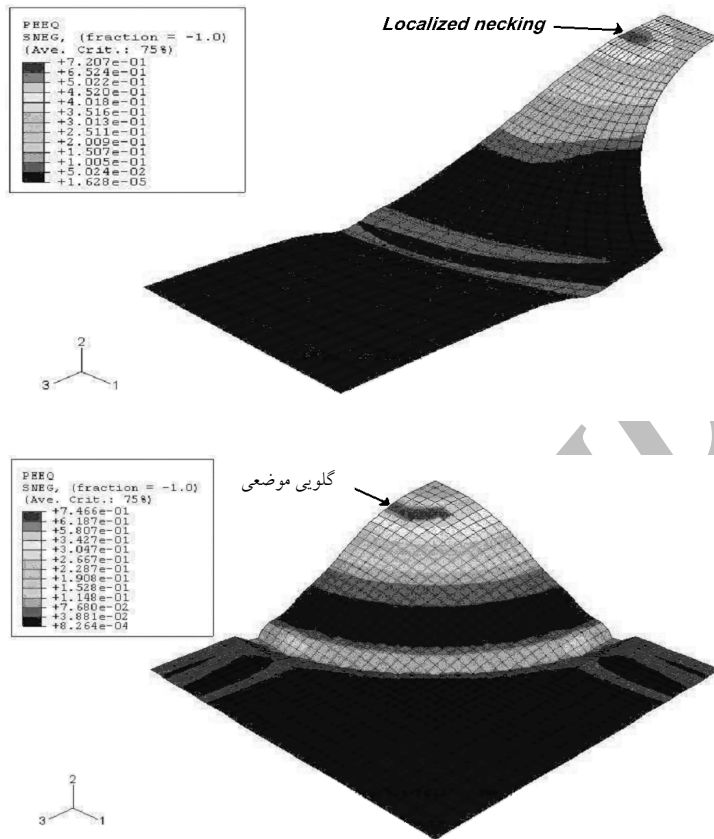 PEEQ
SNEG, (fraction = -1.0)
(Ave. Crit.: 75%)
+7.207e-01
+6.524e-01
+5.022e-01
+4.520e-01
+4.018e-01
+3.516e-01
+3.013e-01
+2.511e-01
+2.009e-01
+1.507e-01
+1.005e-01
+5.024e-02
+1.628e-05
Localized necking
2
3
1
PEEQ
SNEG, (fraction = -1.0)
(Ave. Crit.: 75%)
+7.466e-01
+6.187e-01
+5.807e-01
+3.427e-01
+3.047e-01
+2.667e-01
+2.287e-01
+1.908e-01
+1.528e-01
+1.148e-01
+7.680e-02
+3.881e-02
+8.264e-04
گلویی موضعی
2
3
1